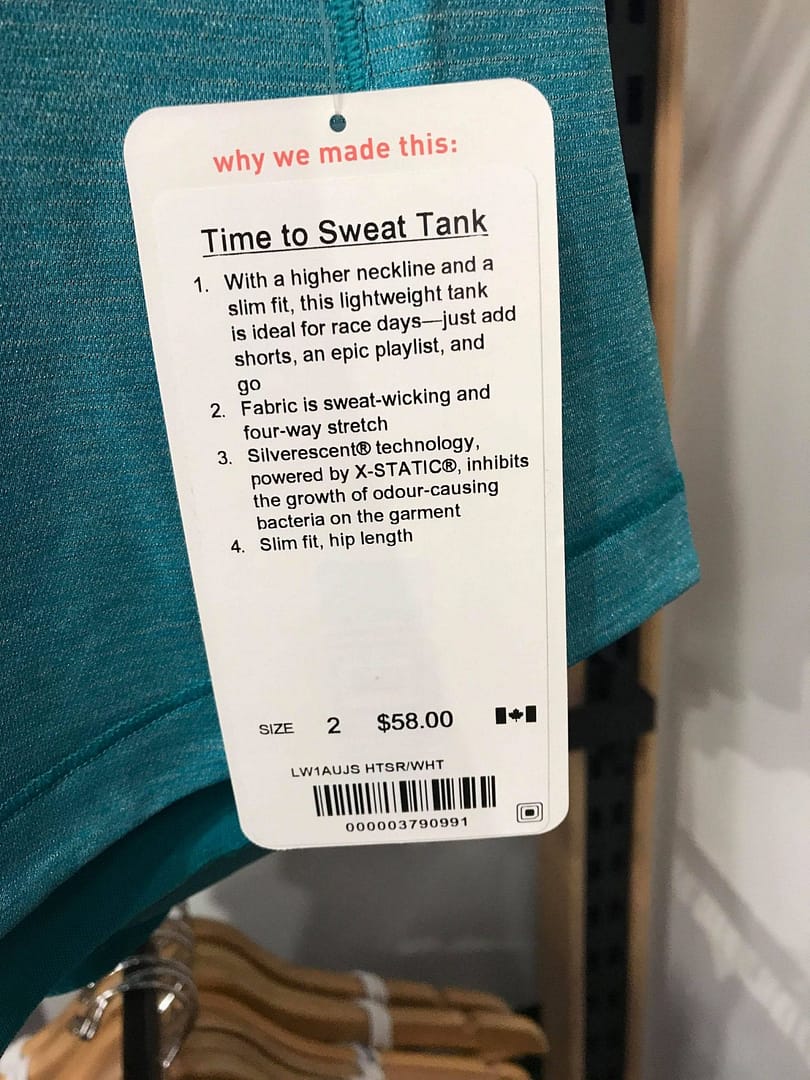 why we made this:
Time to Sweat Tank
1. With a higher neckline and a
slim fit, this lightweight tank
is ideal for race days—just add
shorts, an epic playlist, and
go
2. Fabric is sweat-wicking and
four-way stretch
3. Silverescent® technology,
powered by X-STATIC®, inhibits
the growth of odour-causing
bacteria on the garment
4. Slim fit, hip length
SIZE 2 $58.00
LW1AUJS HTSR/WHT
000003790991